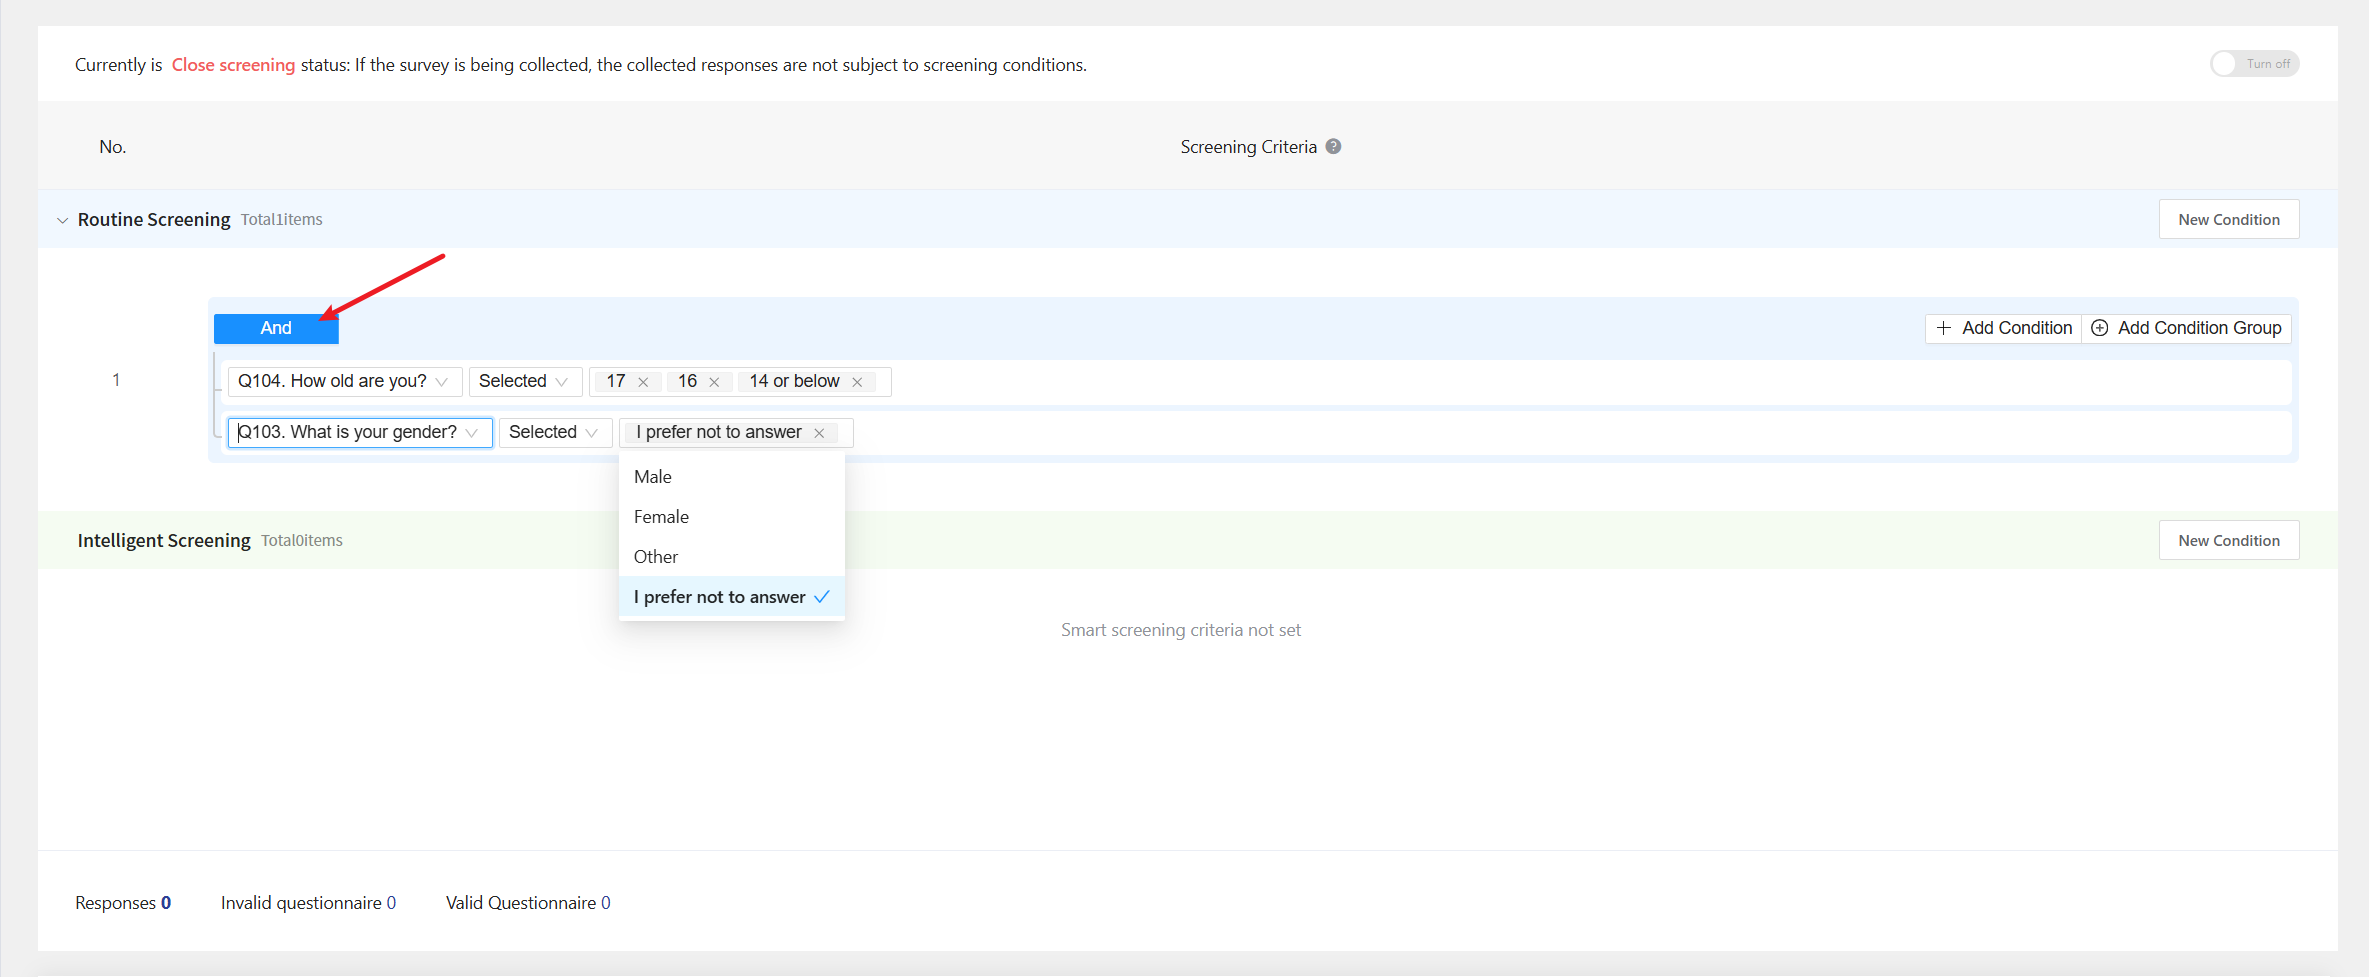 Currently is Close screening status: If the survey is being collected, the collected responses are not subject to screening conditions.
Turn off
No.
Screening Criteria ?
Routine Screening Total1items
New Condition
And
Add Condition
Add Condition Group
1
Q104. How old are you? Selected 17 16 14 or below
Q103. What is your gender? Selected I prefer not to answer
Male
Female
Other
I prefer not to answer
Intelligent Screening Total0items
New Condition
Smart screening criteria not set
Responses 0 Invalid questionnaire 0 Valid Questionnaire 0